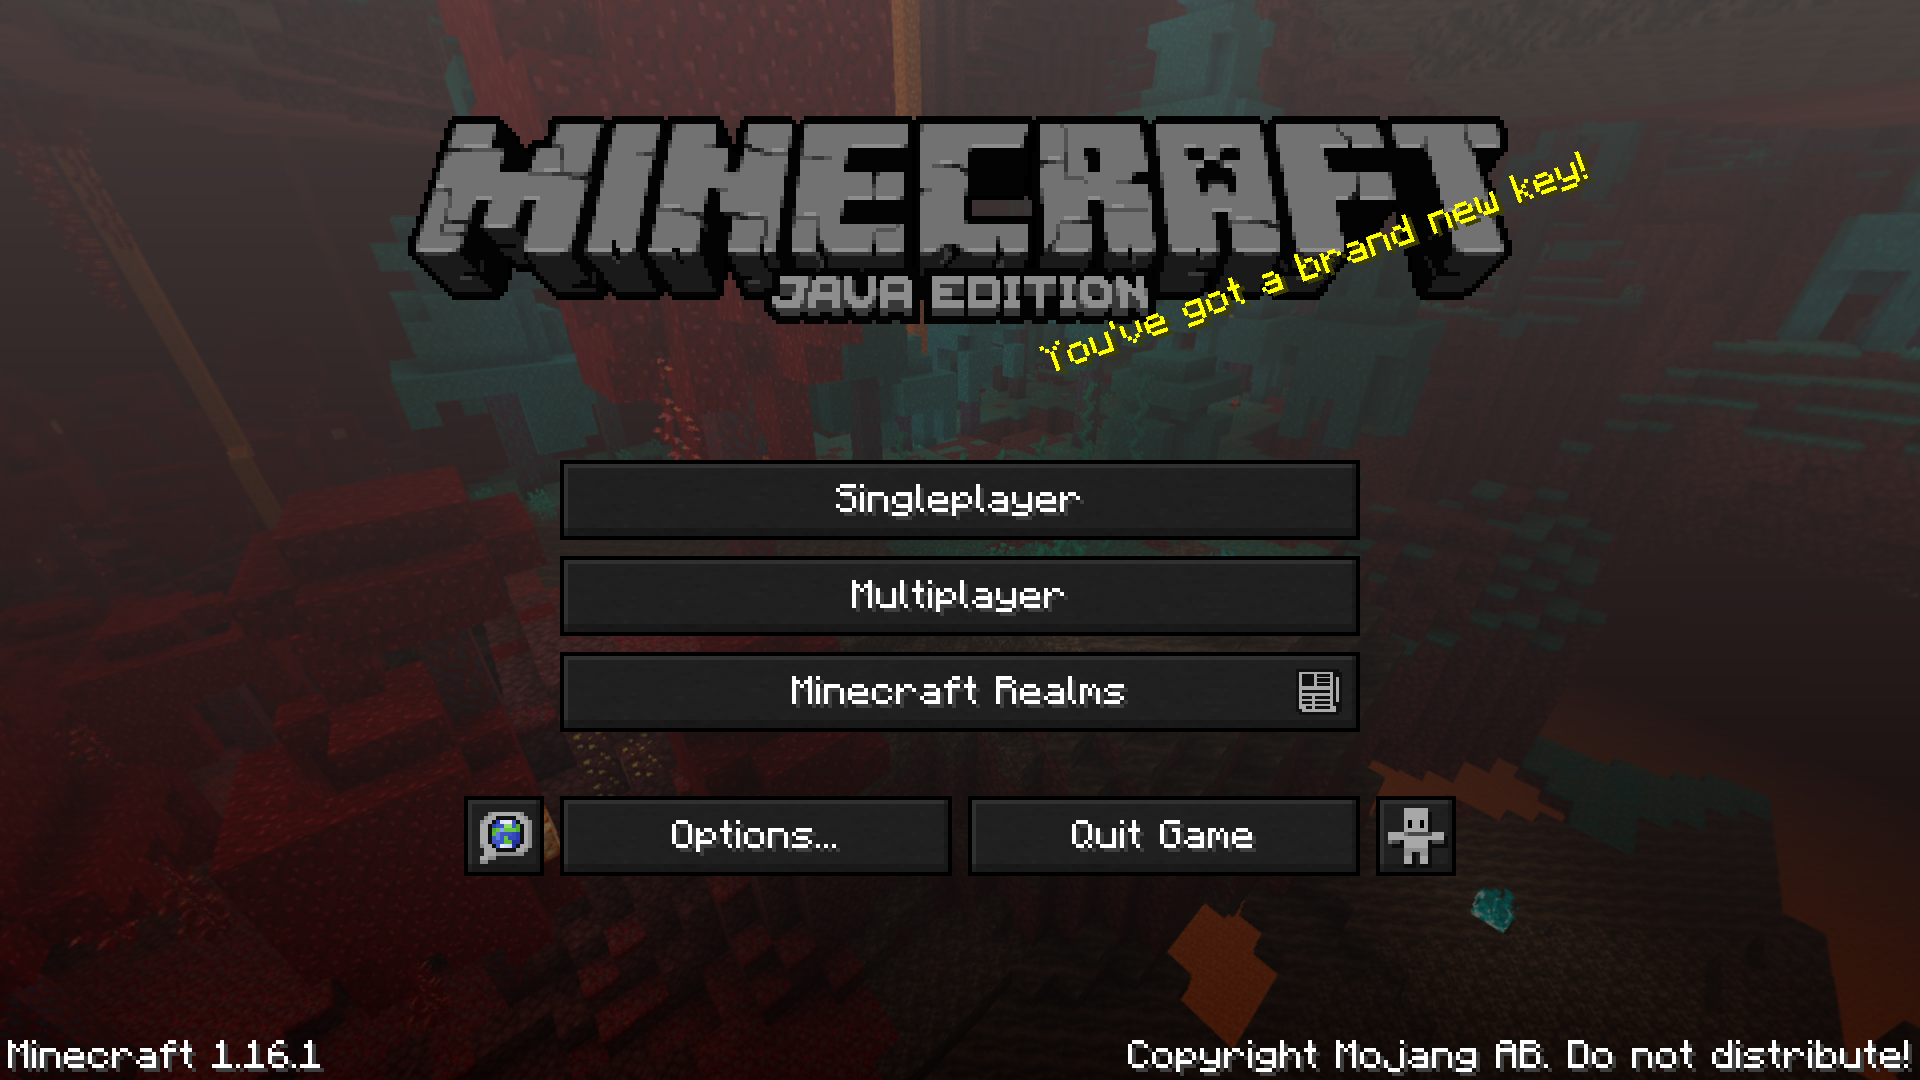 MINECRAFT
JAVA EDITION
You've got a brand new key!
Singleplayer
Multiplayer
Minecraft Realms
Options...
Quit Game
Minecraft 1.16.1
Copyright Mojang AB. Do not distribute!